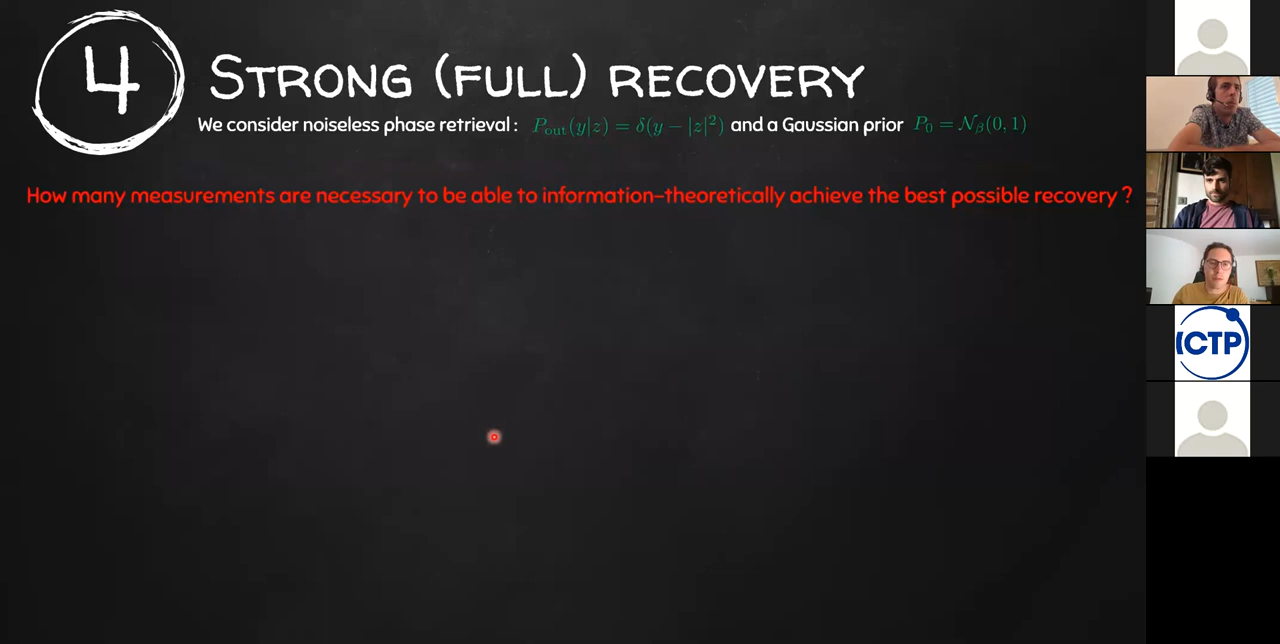 4
STRONG (FULL) RECOVERY
We consider noiseless phase retrieval : P_out(y|z) = δ(y − |z|²) and a Gaussian prior P₀ = 𝒩_β(0, 1)
How many measurements are necessary to be able to information-theoretically achieve the best possible recovery ?
ICTP